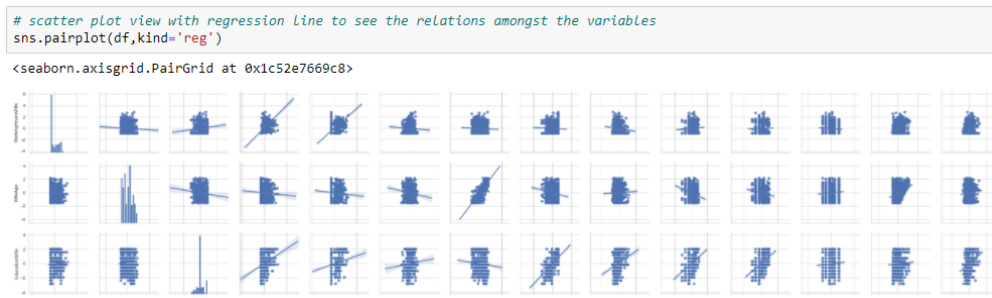 # scatter plot view with regression line to see the relations amongst the variables
sns.pairplot(df,kind='reg')
<seaborn.axisgrid.PairGrid at 0x1c52e7669c8>